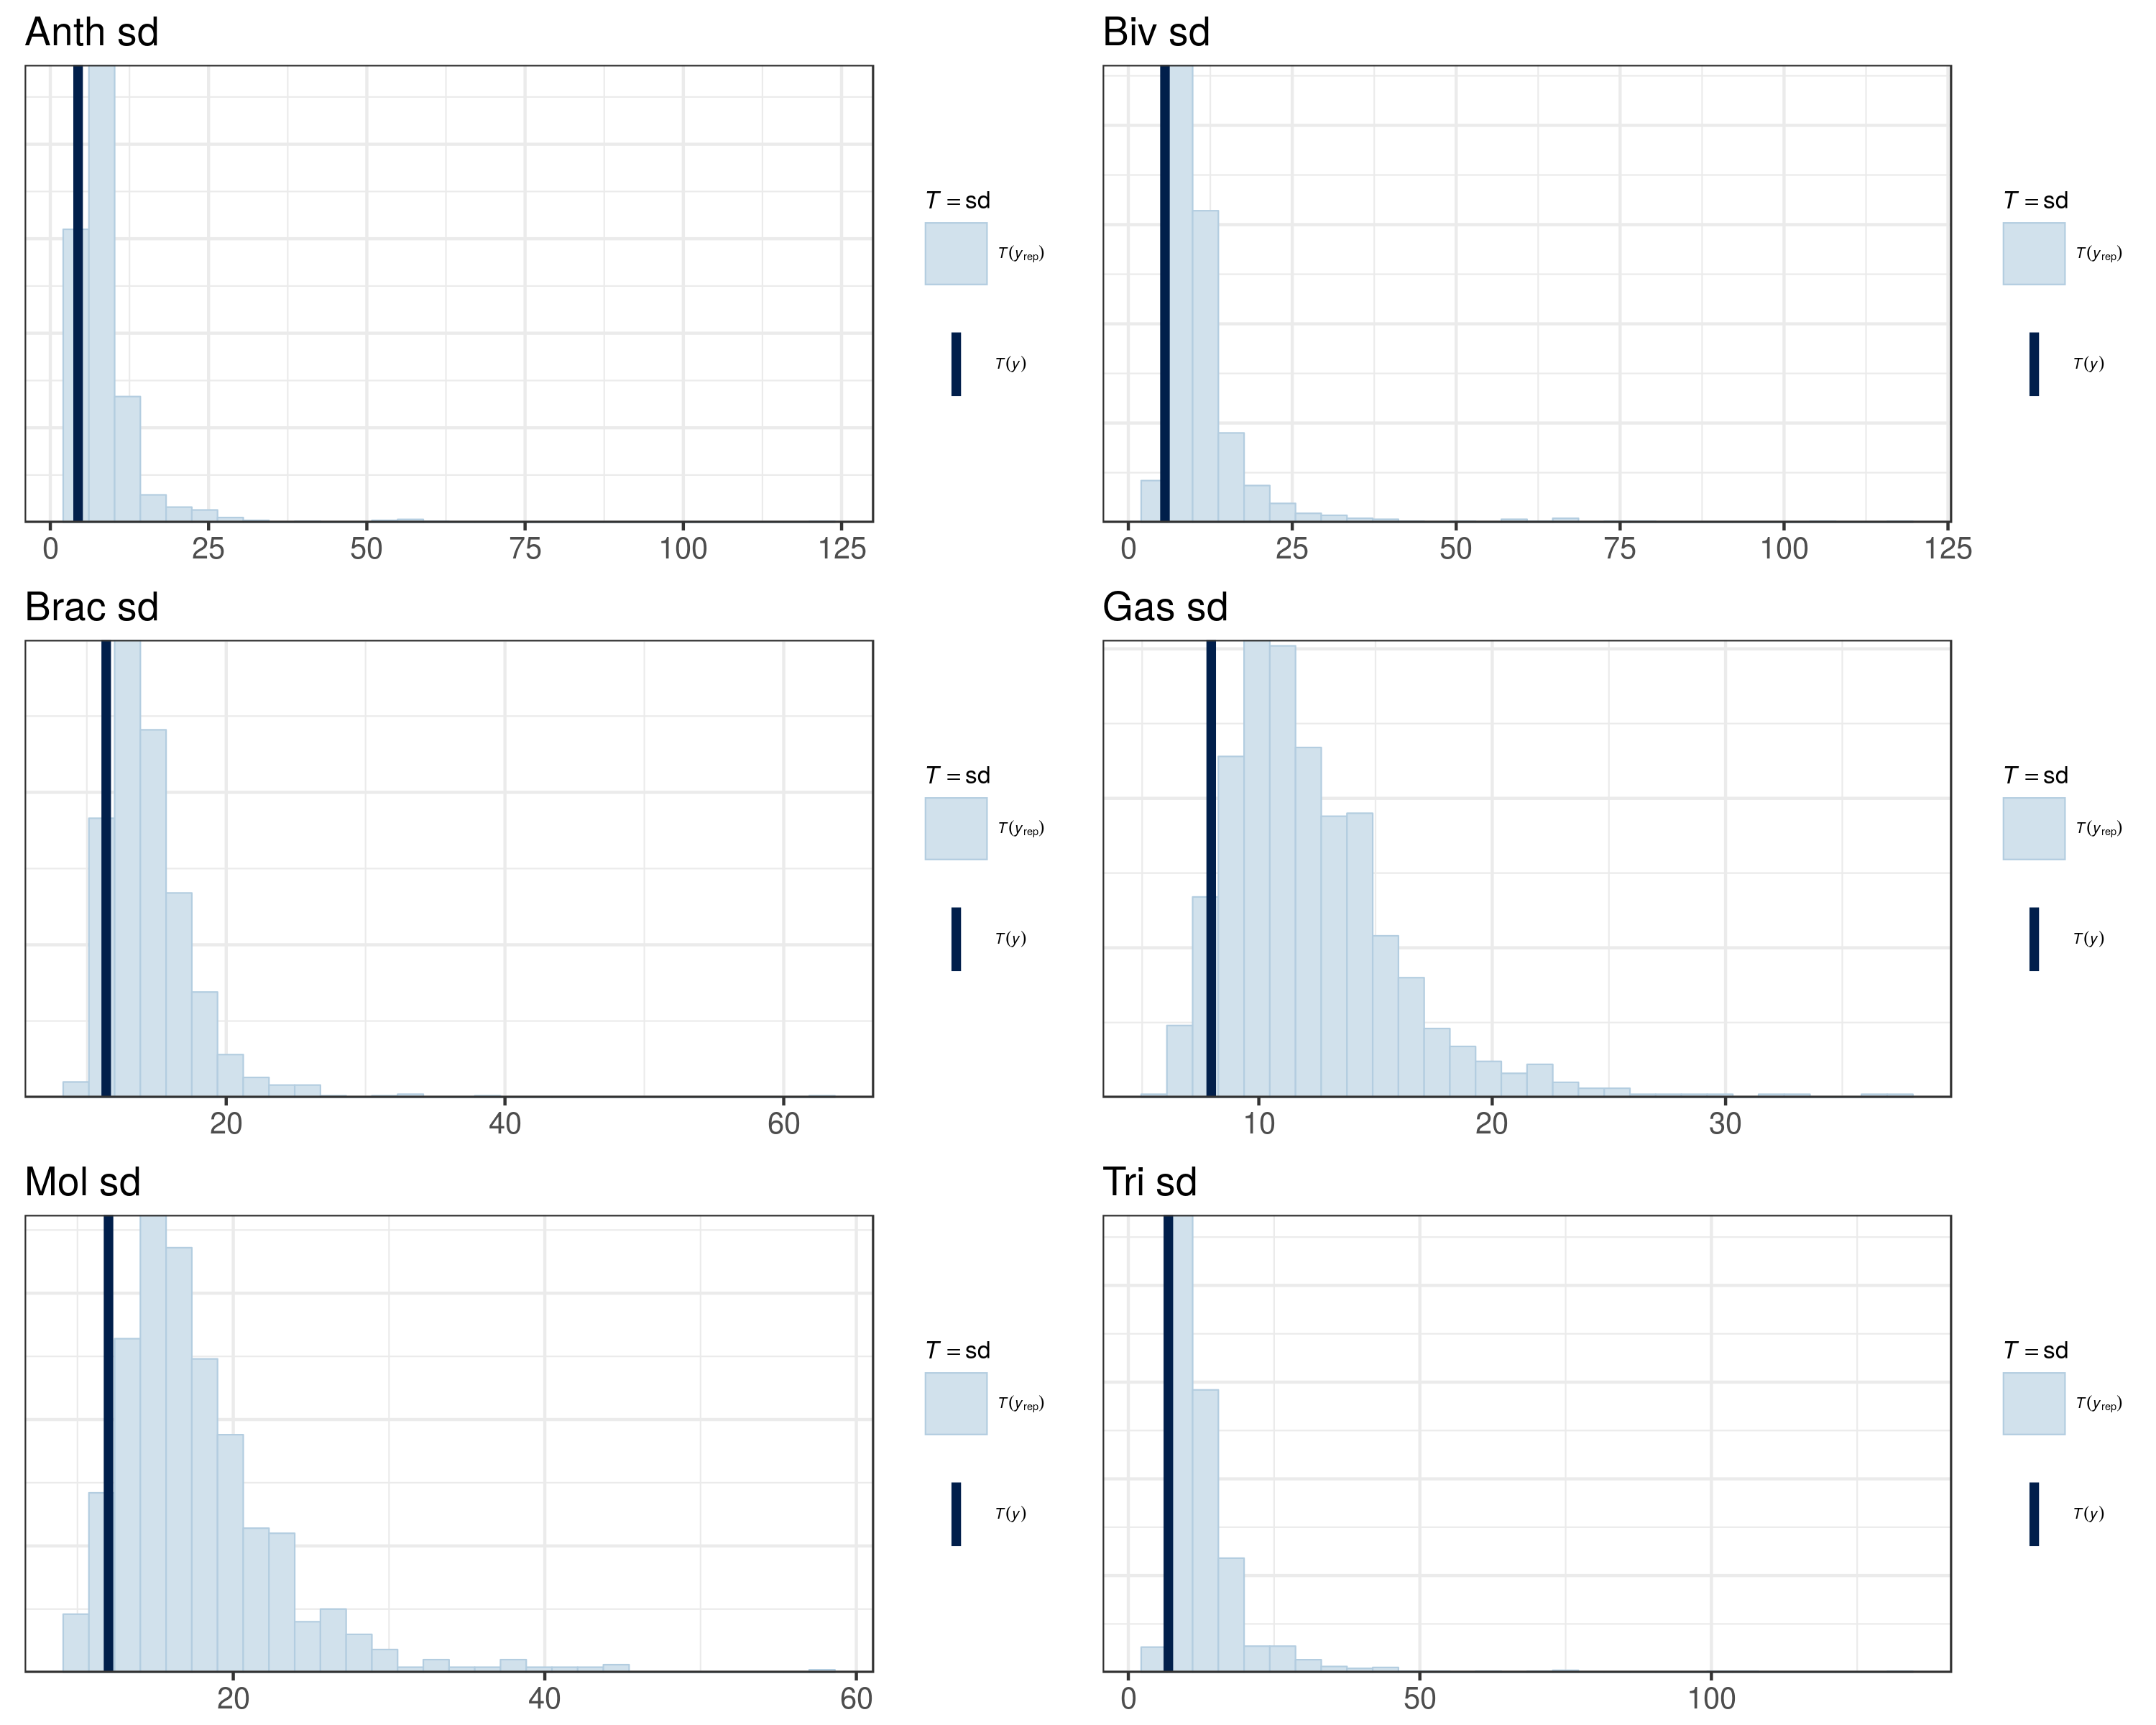 Anth sd
T = sd
T(yrep)
T(y)
0 25 50 75 100 125
Biv sd
T = sd
T(yrep)
T(y)
0 25 50 75 100 125
Brac sd
T = sd
T(yrep)
T(y)
20 40 60
Gas sd
T = sd
T(yrep)
T(y)
10 20 30
Mol sd
T = sd
T(yrep)
T(y)
20 40 60
Tri sd
T = sd
T(yrep)
T(y)
0 50 100